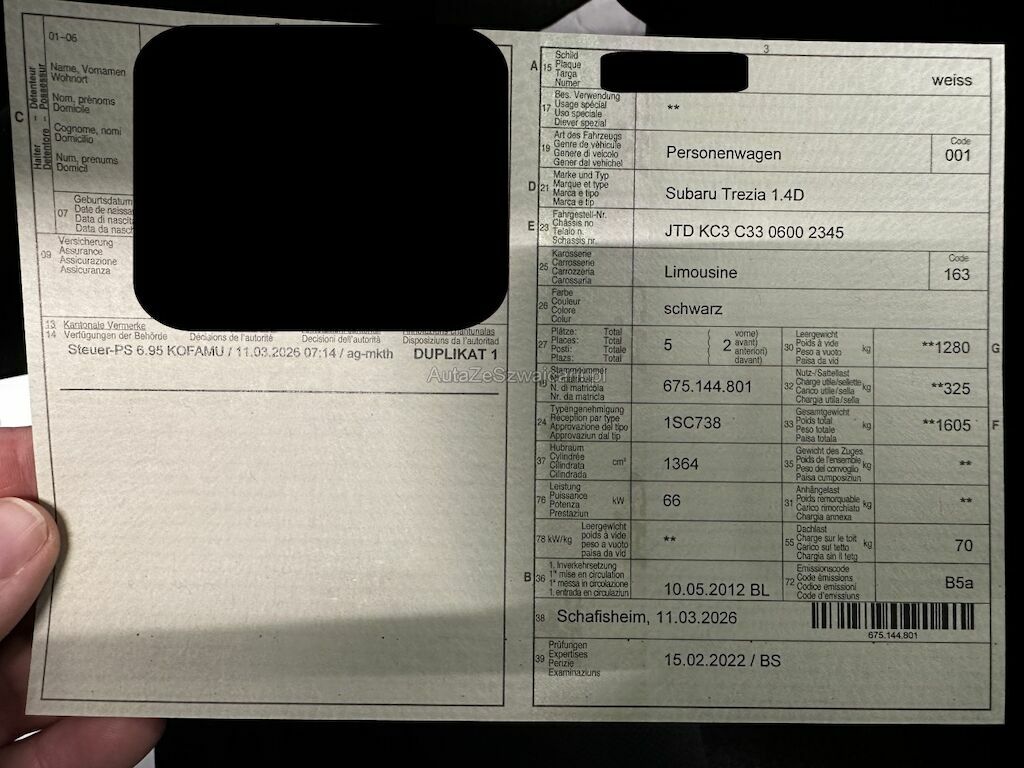 01-06
Halter Détenteur
Detentore Possessur
C
Name, Vornamen
Wohnort
Nom, prénoms
Domicile
Cognome, nomi
Domicilio
Num, prenums
Domicil
07
Geburtsdatum
Date de naissa
Data di nascit
Data da nasch
09
Versicherung
Assurance
Assicurazione
Assicuranza
13 Kantonale Vermerke
14 Verfügungen der Behörde Décisions de l'autorité Decisioni dell'autorità Disposiziuns da l'autoritad
Steuer-PS 6.95 KOFAMU / 11.03.2026 07:14 / ag-mkth DUPLIKAT 1
3
A 15 Schild
Plaque
Targa
Numer
weiss
17 Bes. Verwendung
Usage spécial
Uso speciale
Diever spezial
**
19 Art des Fahrzeugs
Genre de véhicule
Genere di veicolo
Gener dal vehichel
Personenwagen
Code
001
D 21 Marke und Typ
Marque et type
Marca e tipo
Marca e tip
Subaru Trezia 1.4D
E 23 Fahrgestell-Nr.
Châssis no
Telaio n.
Schassis nr.
JTD KC3 C33 0600 2345
25 Karosserie
Carrosserie
Carrozzeria
Carossaria
Limousine
Code
163
26 Farbe
Couleur
Colore
Colur
schwarz
27 Plätze: Total
Places: Total
Posti: Totale
Plazs: Total
5 ( 2 vorne)
avant)
anteriori)
davant)
30 Leergewicht
Poids à vide
Peso a vuoto
Paisa da vid
kg
**1280
G
Stammnummer
N. di matricola
Nr. da matricla
675.144.801
32 Nutz-/Sattellast
Charge utile/sellette
Carico utile/sella
Chargia utila/sella
kg
**325
24 Typengenehmigung
Réception par type
Approvazione del tipo
Approvaziun dal tip
1SC738
33 Gesamtgewicht
Poids total
Peso totale
Paisa totala
kg
**1605
F
37 Hubraum
Cylindrée
Cilindrata
Cilindrada
cm³
1364
35 Gewicht des Zuges
Poids de l'ensemble
Peso del convoglio
Paisa cumposiziun
kg
**
76 Leistung
Puissance
Potenza
Prestaziun
kW
66
31 Anhängelast
Poids remorquable
Carico rimorchiato
Chargia annexa
kg
**
78 kW/kg
Leergewicht
poids à vide
peso a vuoto
paisa da vid
**
55 Dachlast
Charge sur le toit
Carico sul tetto
Chargia sin il tetg
kg
70
B 36 1. Inverkehrsetzung
1re mise en circulation
1a messa in circolazione
1. entrada en circulaziun
10.05.2012 BL
72 Emissionscode
Code émissions
Codice emissioni
Code d'emissiuns
B5a
38 Schafisheim, 11.03.2026
675.144.801
39 Prüfungen
Expertises
Perizie
Examinaziuns
15.02.2022 / BS